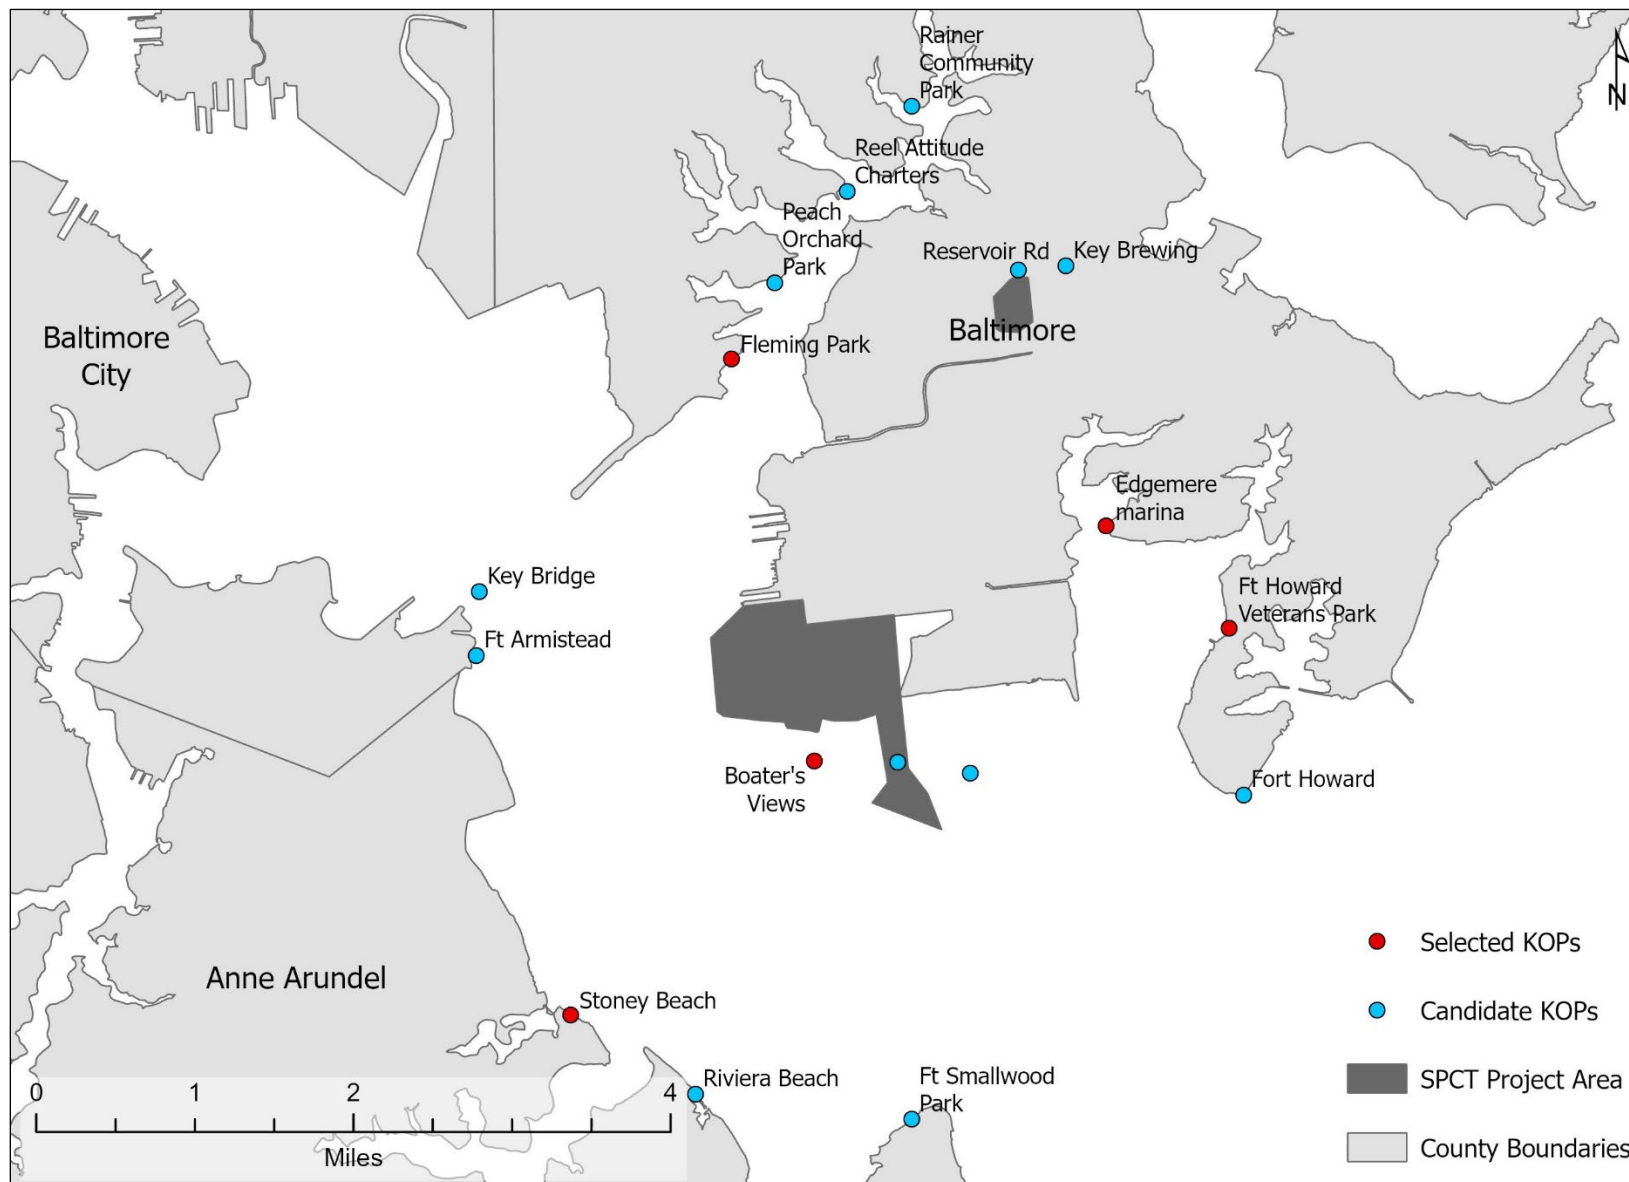 Rainer
Community
Park
N
Reel Attitude
Charters
Peach
Orchard
Park
Reservoir Rd
Key Brewing
Baltimore
City
Baltimore
Fleming Park
Edgemere
marina
Key Bridge
Ft Howard
Veterans Park
Ft Armistead
Boater's
Views
Fort Howard
Selected KOPs
Anne Arundel
Stoney Beach
Candidate KOPs
Riviera Beach
Ft Smallwood
Park
SPCT Project Area
0 1 2 4
Miles
County Boundaries